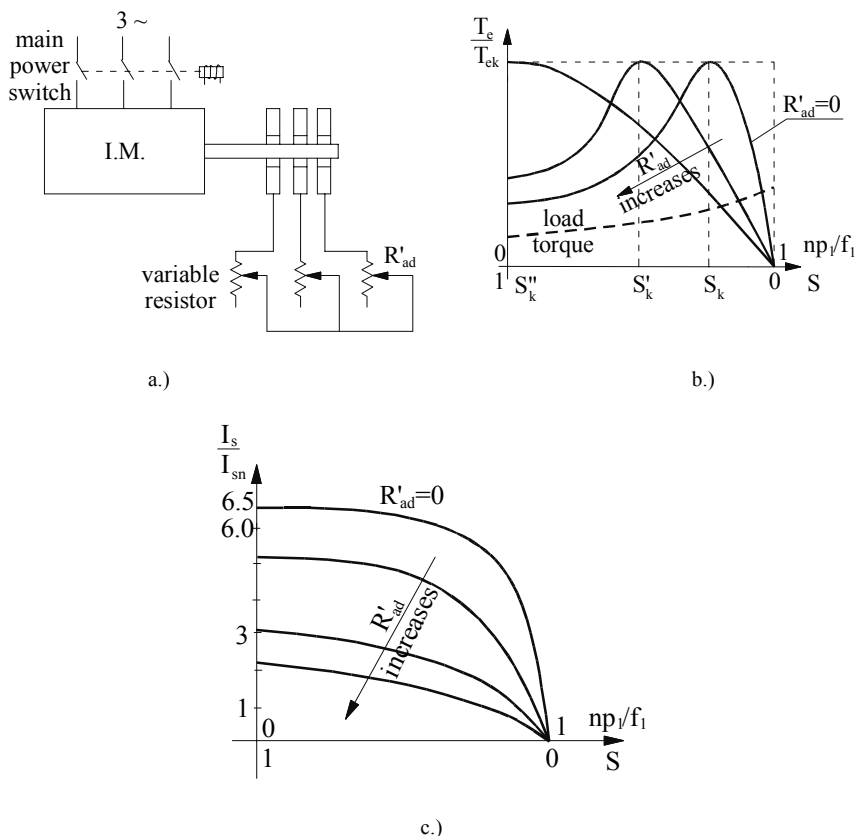 3 ~
main
power
switch
I.M.
variable
resistor
R'ad
a.)
Te
Tek
R'ad=0
R'ad
increases
load
torque
0
1
np1/f1
1
S"k
S'k
Sk
0
S
b.)
Is
Isn
6.5
6.0
3
1
R'ad=0
R'ad
increases
0
1
np1/f1
1
0
S
c.)